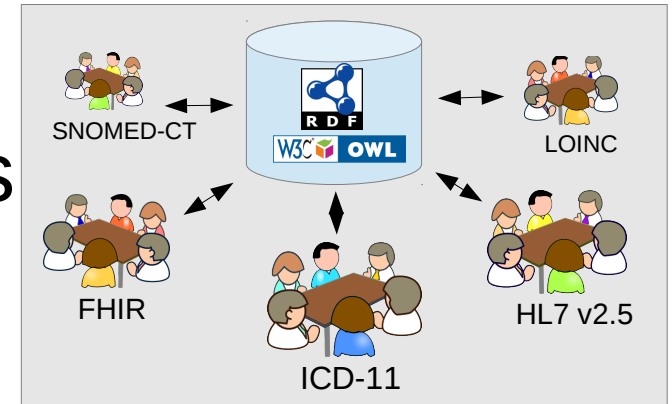 RDF
W3C OWL
SNOMED-CT
LOINC
s
FHIR
HL7 v2.5
ICD-11